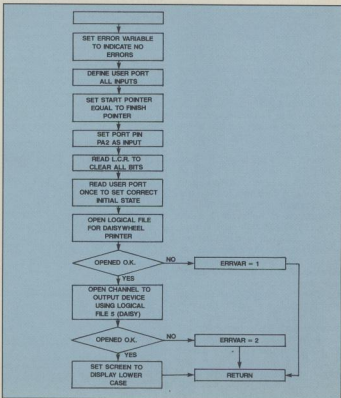 SET ERROR VARIABLE
TO INDICATE NO
ERRORS
DEFINE USER PORT
ALL INPUTS
SET START POINTER
EQUAL TO FINISH
POINTER
SET PORT PIN
PA2 AS INPUT
READ L.C.R. TO
CLEAR ALL BITS
READ USER PORT
ONCE TO SET CORRECT
INITIAL STATE
OPEN LOGICAL FILE
FOR DAISYWHEEL
PRINTER
OPENED O.K.
NO
ERRVAR = 1
YES
OPEN CHANNEL TO
OUTPUT DEVICE
USING LOGICAL
FILE 5 (DAISY)
OPENED O.K.
NO
ERRVAR = 2
YES
SET SCREEN TO
DISPLAY LOWER
CASE
RETURN